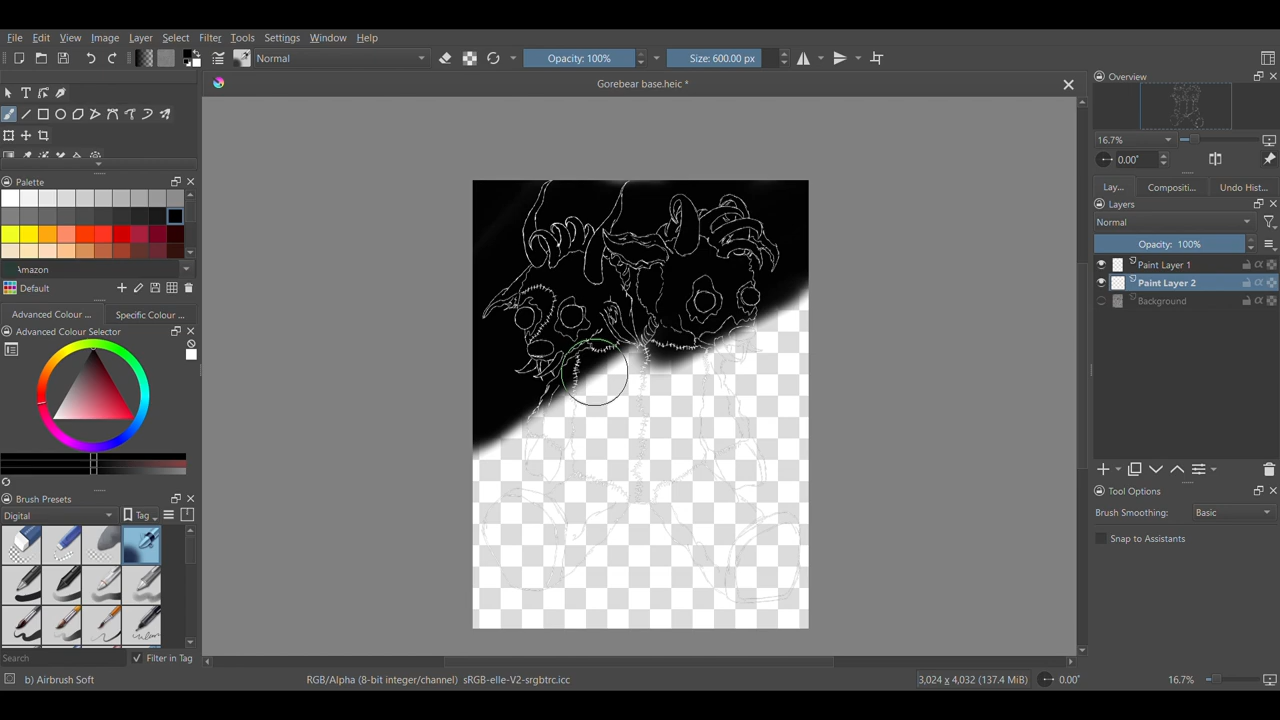 File Edit View Image Layer Select Filter Tools Settings Window Help
Normal Opacity: 100% Size: 600.00 px
Gorebear base.heic *
Overview
16.7%
0.00°
Palette
Lay... Compositi... Undo Hist...
Layers
Normal
Opacity: 100%
Paint Layer 1
Paint Layer 2
Background
Amazon
Default
Advanced Colour ... Specific Colour ...
Advanced Colour Selector
Tool Options
Brush Smoothing: Basic
Snap to Assistants
Brush Presets
Digital Tag
Search Filter in Tag
b) Airbrush Soft RGB/Alpha (8-bit integer/channel) sRGB-elle-V2-srgbtrc.icc 3,024 x 4,032 (137.4 MiB) 0.00° 16.7%